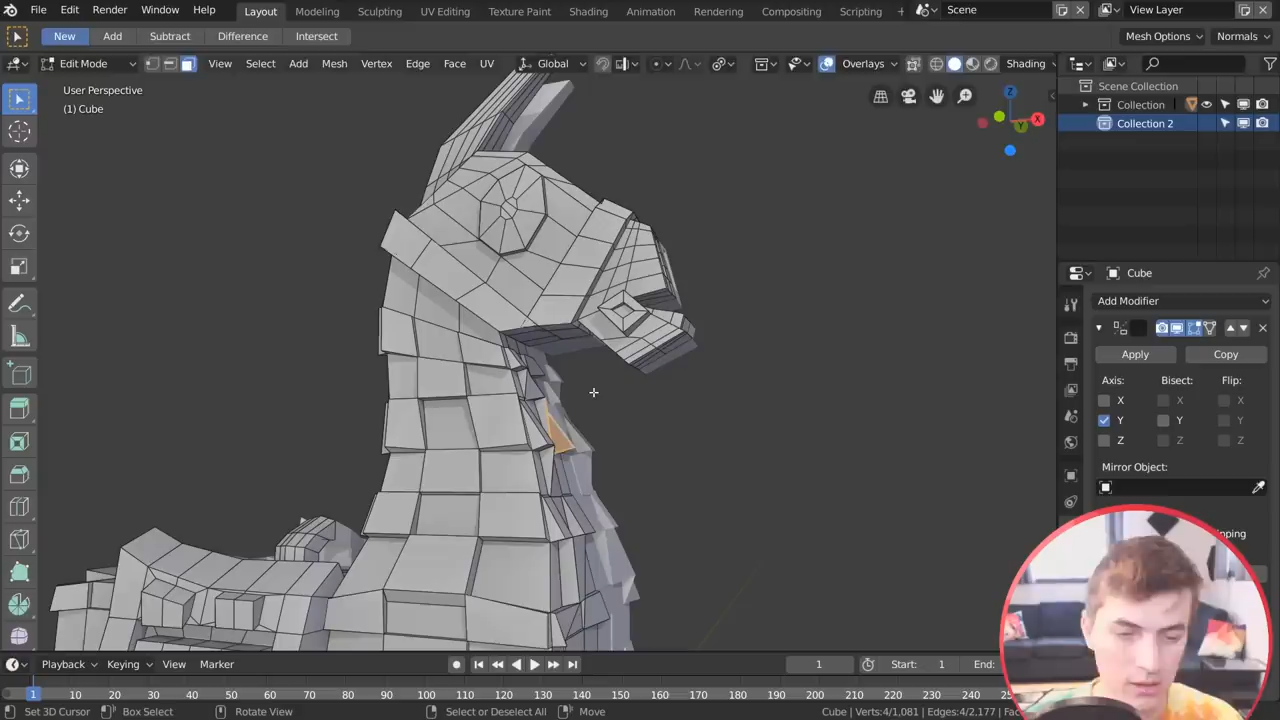 File Edit Render Window Help Layout Modeling Sculpting UV Editing Texture Paint Shading Animation Rendering Compositing Scripting + Scene View Layer
New Add Subtract Difference Intersect Mesh Options Normals
Edit Mode View Select Add Mesh Vertex Edge Face UV Global Overlays Shading
User Perspective
(1) Cube
Z
X
Y
Scene Collection
Collection
Collection 2
Cube
Add Modifier
Apply Copy
Axis: Bisect: Flip:
X X X
Y Y Y
Z Z Z
Mirror Object:
pping
Playback Keying View Marker 1 Start: 1 End:
1 10 20 30 40 50 60 70 80 90 100 110 120 130 140 150 160 170 180 190 200 210 220 230 240 250
Set 3D Cursor Box Select Rotate View Select or Deselect All Move Cube | Verts:4/1,081 | Edges:4/2,177 | Fac